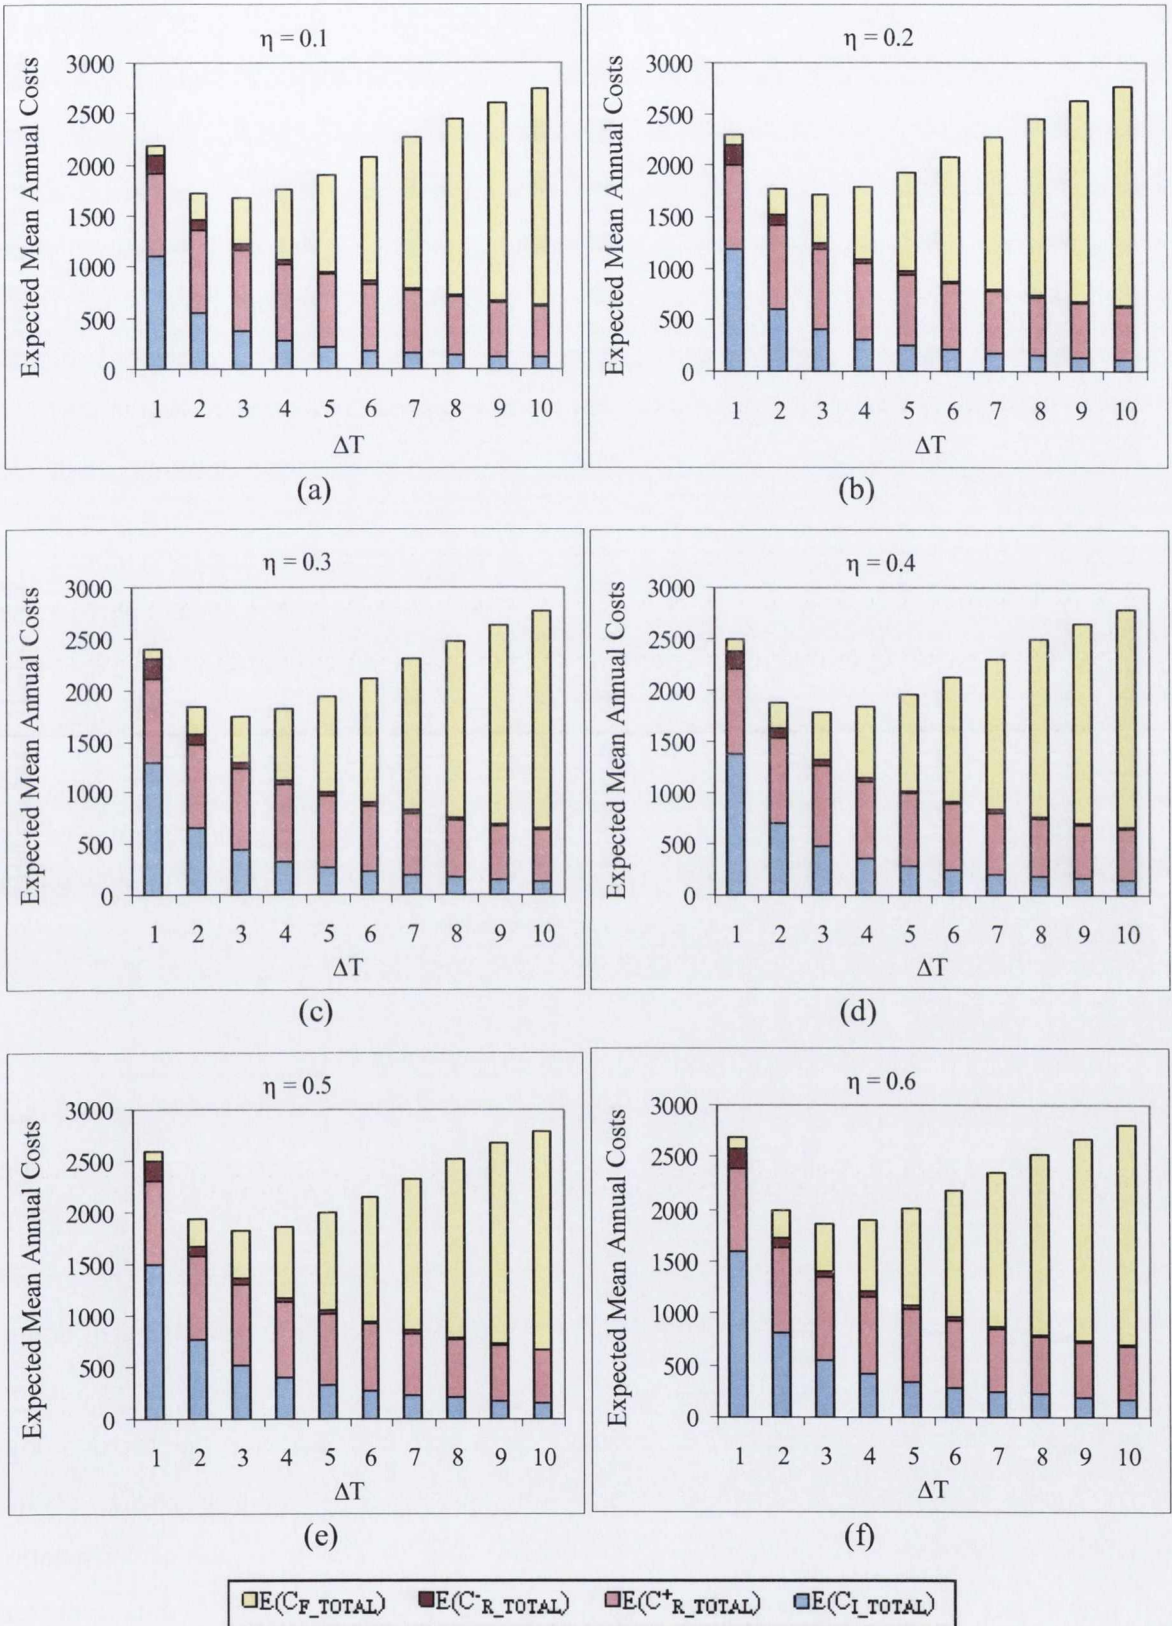 η = 0.1
Expected Mean Annual Costs
3000
2500
2000
1500
1000
500
0
1 2 3 4 5 6 7 8 9 10
ΔT
(a)
η = 0.2
Expected Mean Annual Costs
3000
2500
2000
1500
1000
500
0
1 2 3 4 5 6 7 8 9 10
ΔT
(b)
η = 0.3
Expected Mean Annual Costs
3000
2500
2000
1500
1000
500
0
1 2 3 4 5 6 7 8 9 10
ΔT
(c)
η = 0.4
Expected Mean Annual Costs
3000
2500
2000
1500
1000
500
0
1 2 3 4 5 6 7 8 9 10
ΔT
(d)
η = 0.5
Expected Mean Annual Costs
3000
2500
2000
1500
1000
500
0
1 2 3 4 5 6 7 8 9 10
ΔT
(e)
η = 0.6
Expected Mean Annual Costs
3000
2500
2000
1500
1000
500
0
1 2 3 4 5 6 7 8 9 10
ΔT
(f)
E(C_F_TOTAL) E(C⁻_R_TOTAL) E(C⁺_R_TOTAL) E(C_I_TOTAL)